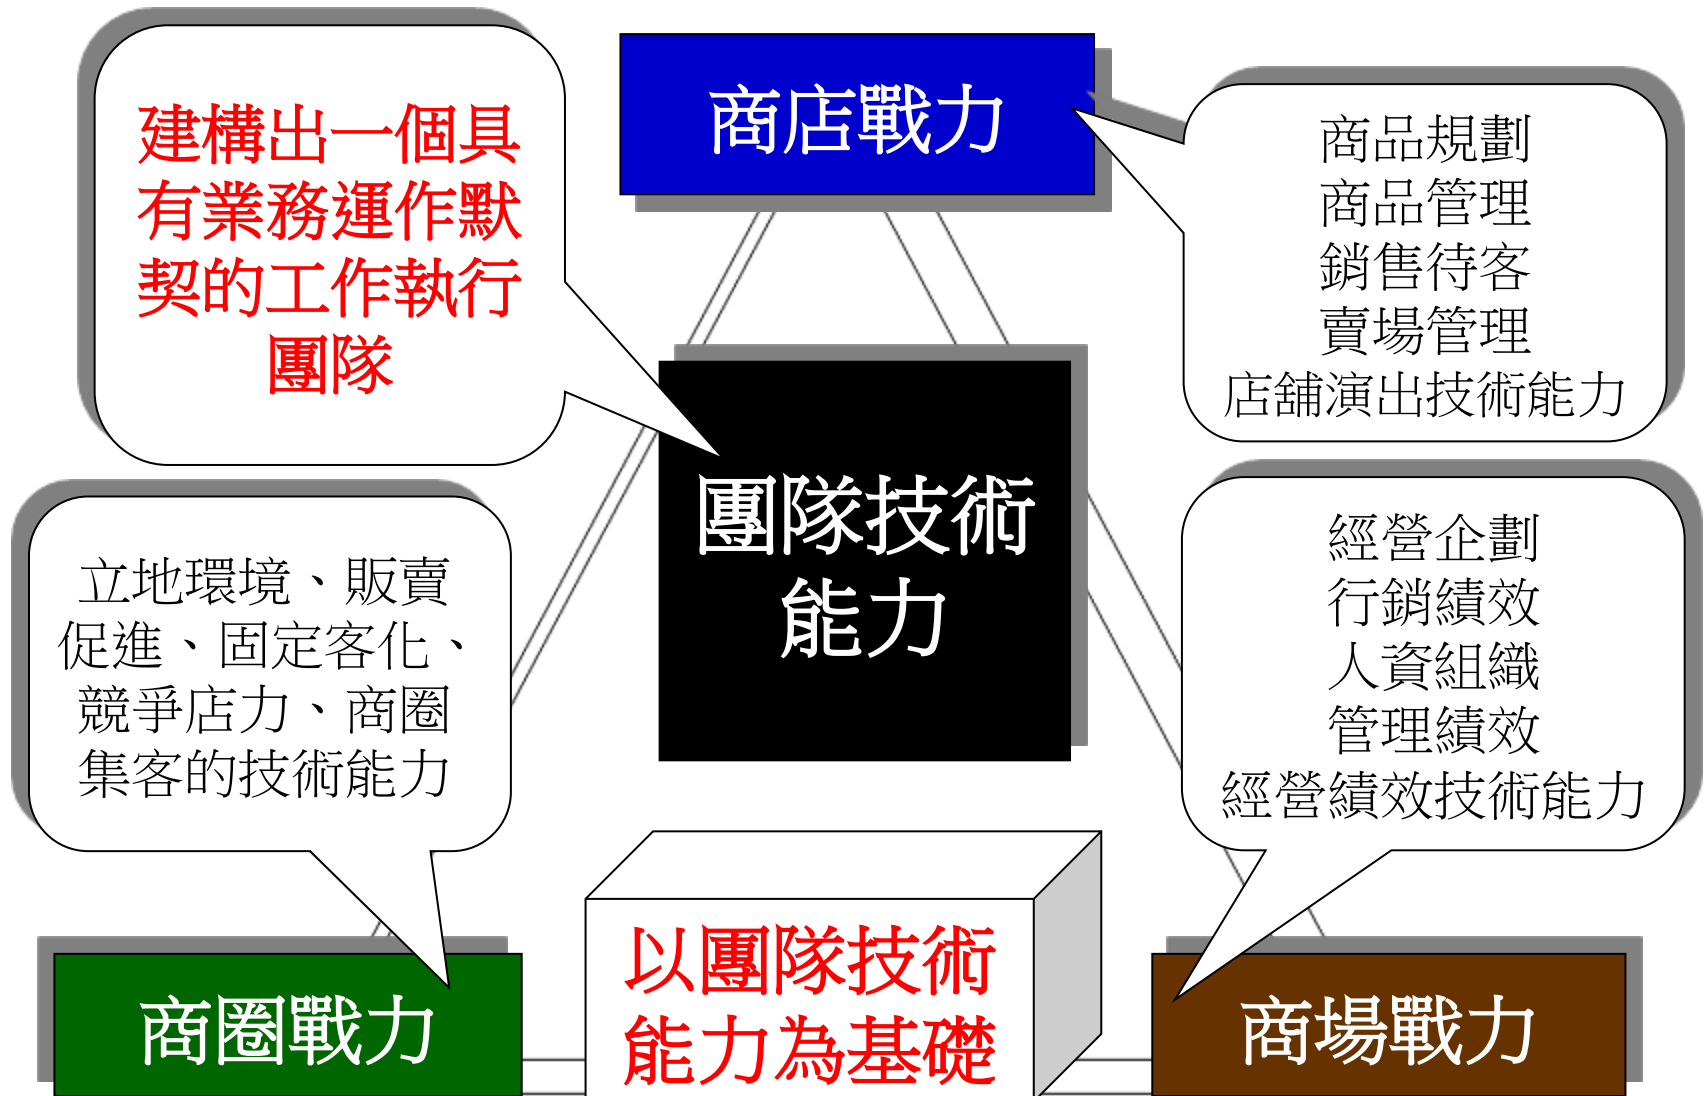 建構出一個具
有業務運作默
契的工作執行
團隊
商店戰力
商品規劃
商品管理
銷售待客
賣場管理
店舖演出技術能力
團隊技術
能力
立地環境、販賣
促進、固定客化、
競爭店力、商圈
集客的技術能力
經營企劃
行銷績效
人資組織
管理績效
經營績效技術能力
商圈戰力
以團隊技術
能力為基礎
商場戰力